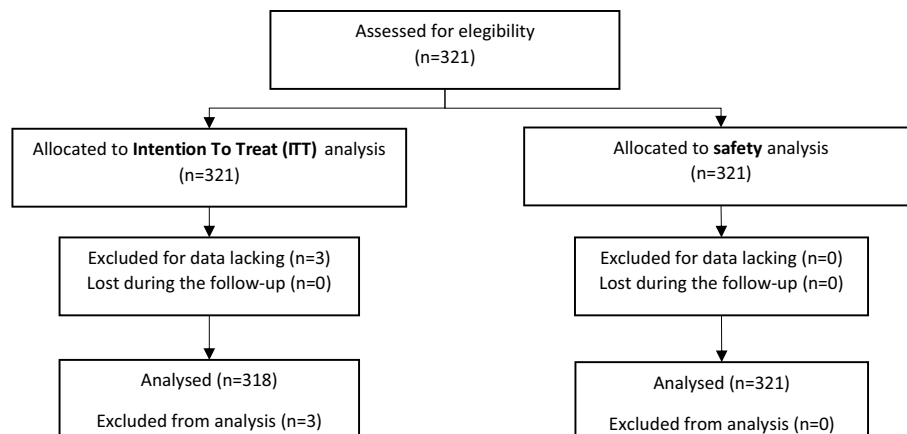 Assessed for elegibility
(n=321)
Allocated to Intention To Treat (ITT) analysis
(n=321)
Allocated to safety analysis
(n=321)
Excluded for data lacking (n=3)
Lost during the follow-up (n=0)
Excluded for data lacking (n=0)
Lost during the follow-up (n=0)
Analysed (n=318)
Excluded from analysis (n=3)
Analysed (n=321)
Excluded from analysis (n=0)